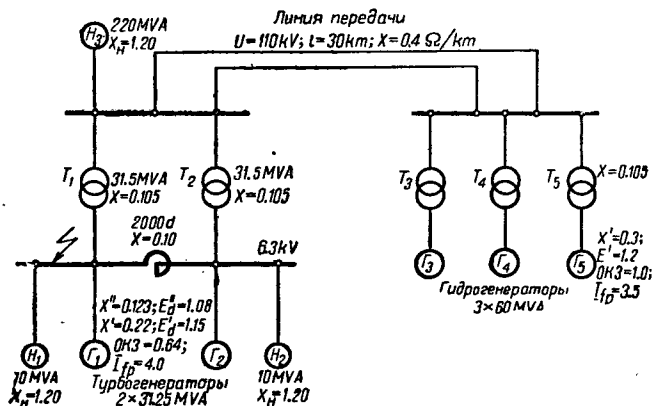 Линия передачи
U=110kV; l=30km; X=0.4 Ω/km
H3
220MVA
Xн=1.20
T1
31.5MVA
X=0.105
T2
31.5MVA
X=0.105
T3
T4
T5
X=0.105
2000d
X=0.10
6.3kV
X"=0.123; E"d=1.08
X'=0.22; E'd=1.15
ОКЗ=0.64;
Ifp=4.0
H1
Г1
Г2
H2
10MVA
Xн=1.20
Турбогенераторы
2×31.25 MVA
10MVA
Xн=1.20
Г3
Г4
Г5
X'=0.3;
E'=1.2
ОКЗ=1.0;
Ifp=3.5
Гидрогенераторы
3×60 MVA